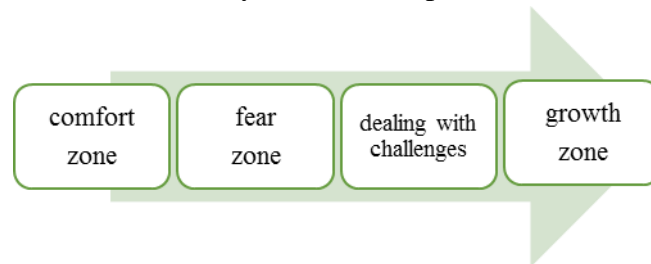 comfort
zone
fear
zone
dealing with
challenges
growth
zone